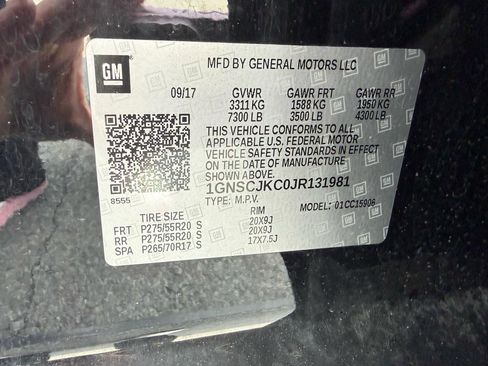 GM
MFD BY GENERAL MOTORS LLC
09/17 GVWR GAWR FRT GAWR RR
3311 KG 1588 KG 1950 KG
7300 LB 3500 LB 4300 LB
THIS VEHICLE CONFORMS TO ALL
APPLICABLE U.S. FEDERAL MOTOR
VEHICLE SAFETY STANDARDS IN EFFECT
ON THE DATE OF MANUFACTURE
SHOWN ABOVE.
1GNSCJKC0JR131981
8555 TYPE: M.P.V. MODEL: 01CC15906
TIRE SIZE RIM
FRT P275/55R20 S 20X9J
RR P275/55R20 S 20X9J
SPA P265/70R17 S 17X7.5J